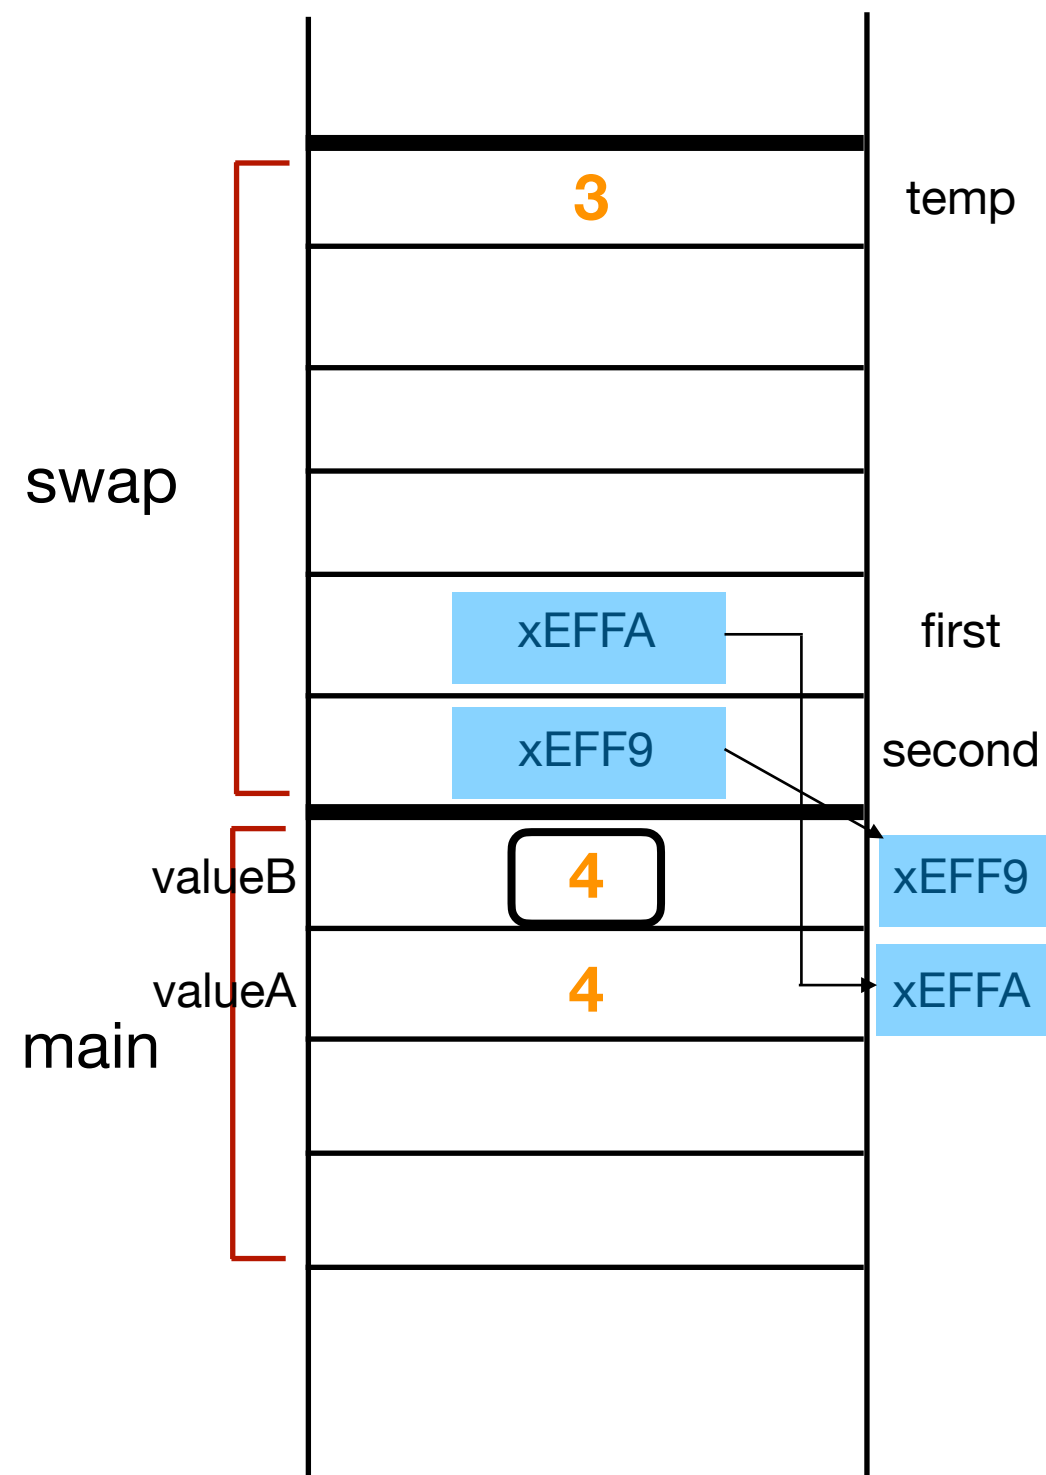 3
temp
swap
xEFFA
first
xEFF9
second
valueB
4
xEFF9
valueA
4
xEFFA
main